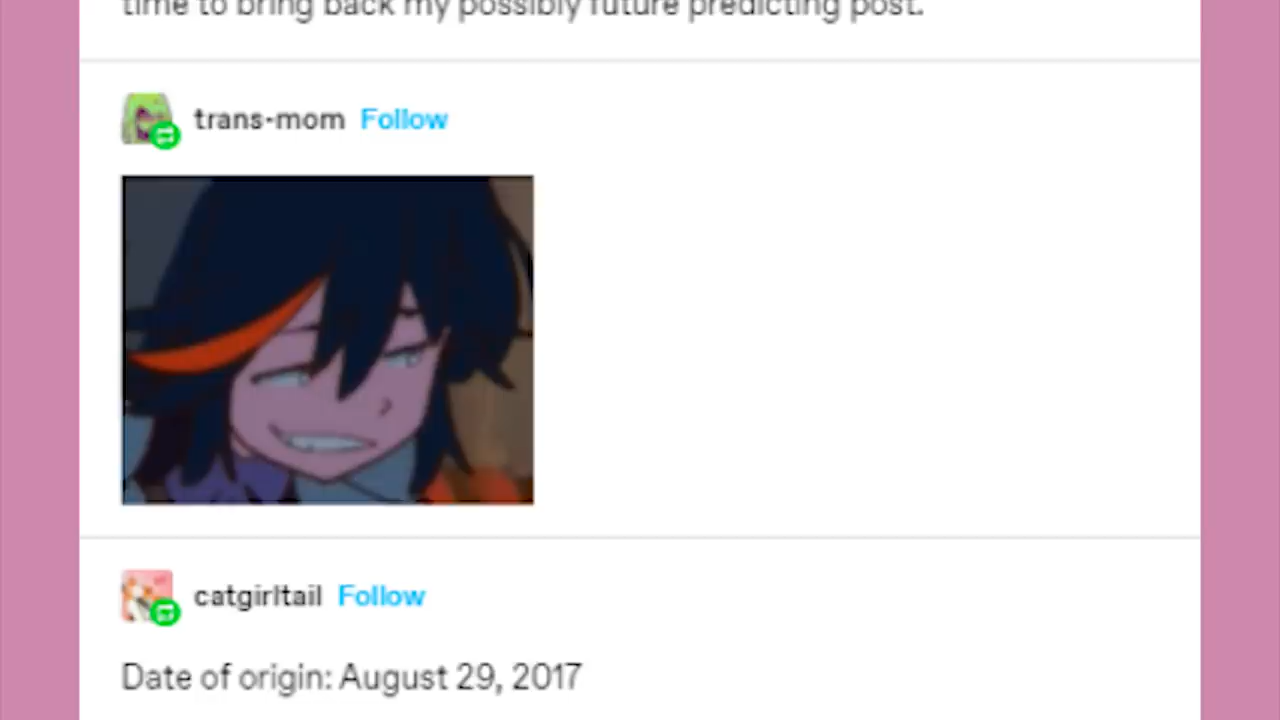 time to bring back my possibly future predicting post.
trans-mom Follow
catgirltail Follow
Date of origin: August 29, 2017